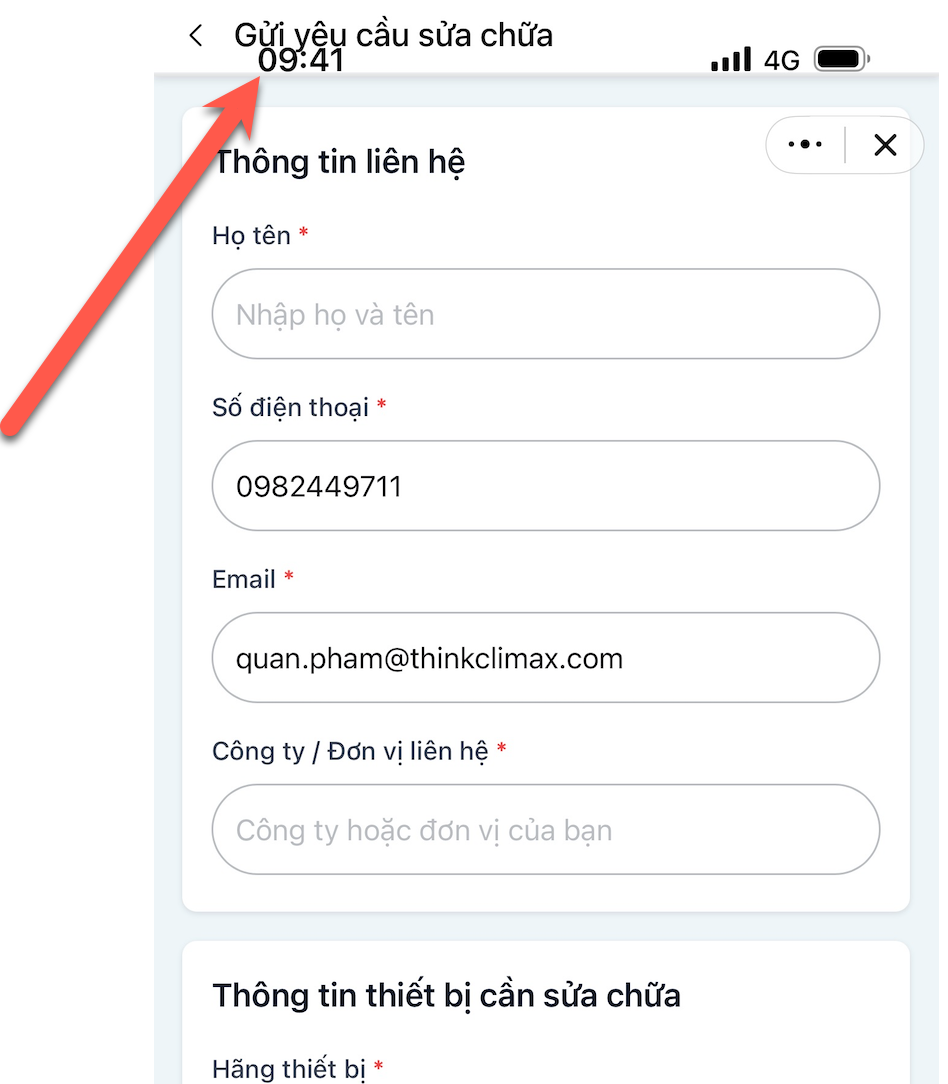 Gửi yêu cầu sửa chữa
09:41
4G
Thông tin liên hệ
Họ tên *
Nhập họ và tên
Số điện thoại *
0982449711
Email *
quan.pham@thinkclimax.com
Công ty / Đơn vị liên hệ *
Công ty hoặc đơn vị của bạn
Thông tin thiết bị cần sửa chữa
Hãng thiết bị *